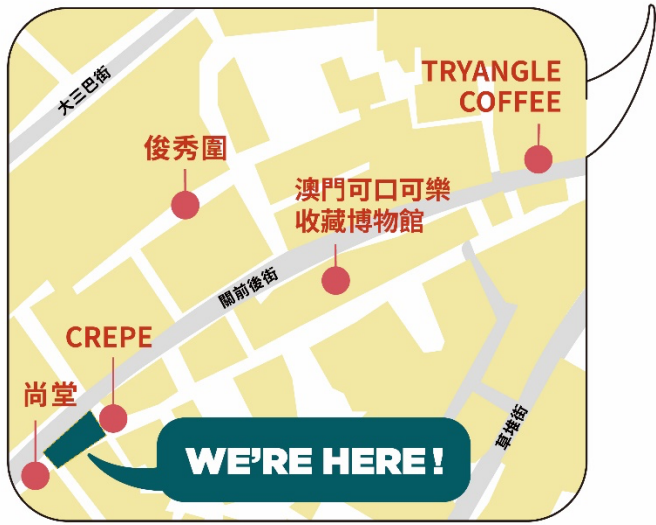 大三巴街
TRYANGLE
COFFEE
俊秀圍
澳門可口可樂
收藏博物館
關前後街
CREPE
尚堂
草堆街
WE'RE HERE!